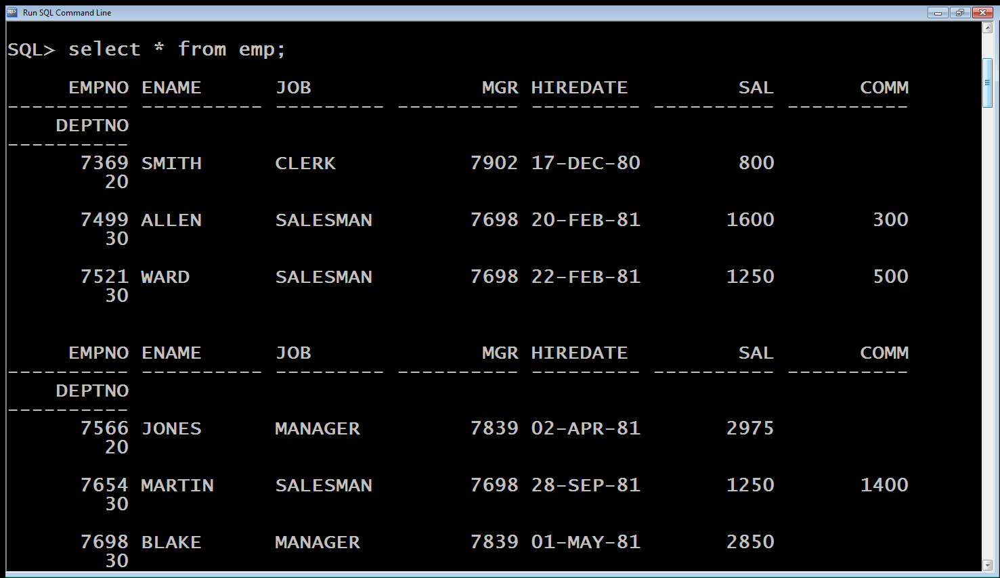 Run SQL Command Line
SQL> select * from emp;
EMPNO ENAME JOB MGR HIREDATE SAL COMM
---------- ---------- --------- ---------- --------- ---------- ----------
DEPTNO
----------
7369 SMITH CLERK 7902 17-DEC-80 800
20
7499 ALLEN SALESMAN 7698 20-FEB-81 1600 300
30
7521 WARD SALESMAN 7698 22-FEB-81 1250 500
30
EMPNO ENAME JOB MGR HIREDATE SAL COMM
---------- ---------- --------- ---------- --------- ---------- ----------
DEPTNO
----------
7566 JONES MANAGER 7839 02-APR-81 2975
20
7654 MARTIN SALESMAN 7698 28-SEP-81 1250 1400
30
7698 BLAKE MANAGER 7839 01-MAY-81 2850
30